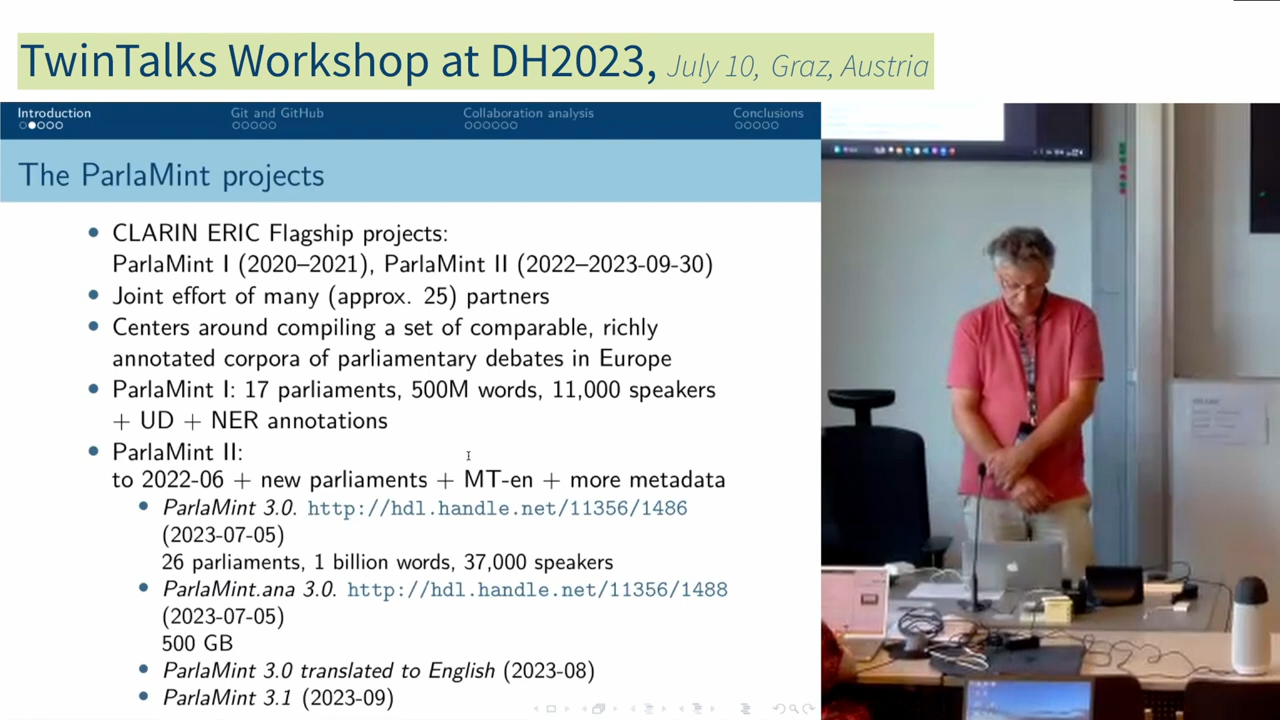 TwinTalks Workshop at DH2023, July 10, Graz, Austria
Introduction
Git and GitHub
Collaboration analysis
Conclusions
The ParlaMint projects
• CLARIN ERIC Flagship projects:
ParlaMint I (2020–2021), ParlaMint II (2022–2023-09-30)
• Joint effort of many (approx. 25) partners
• Centers around compiling a set of comparable, richly
annotated corpora of parliamentary debates in Europe
• ParlaMint I: 17 parliaments, 500M words, 11,000 speakers
+ UD + NER annotations
• ParlaMint II:
to 2022-06 + new parliaments + MT-en + more metadata
• ParlaMint 3.0. http://hdl.handle.net/11356/1486
(2023-07-05)
26 parliaments, 1 billion words, 37,000 speakers
• ParlaMint.ana 3.0. http://hdl.handle.net/11356/1488
(2023-07-05)
500 GB
• ParlaMint 3.0 translated to English (2023-08)
• ParlaMint 3.1 (2023-09)